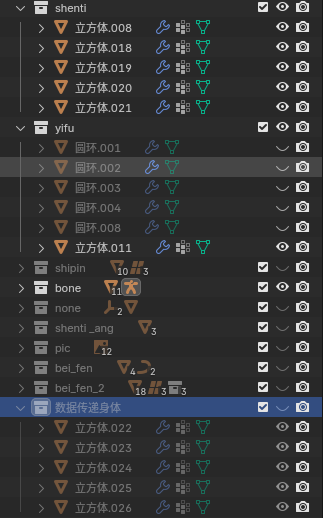 shenti
立方体.008
立方体.018
立方体.019
立方体.020
立方体.021
yifu
圆环.001
圆环.002
圆环.003
圆环.004
圆环.008
立方体.011
shipin 10 3
bone 11
none 2
shenti_ang 3
pic 12
bei_fen 4 2
bei_fen_2 18 3 3
数据传递身体
立方体.022
立方体.023
立方体.024
立方体.025
立方体.026